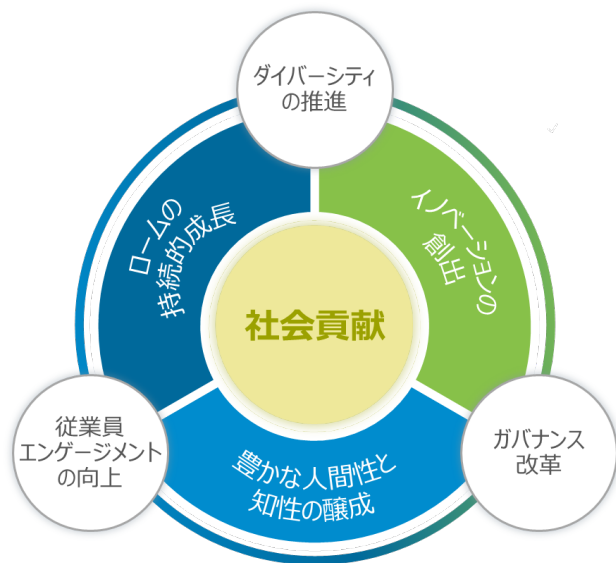 ダイバーシティ
の推進
ロームの
持続的成長
イノベーションの
創出
社会貢献
従業員
エンゲージメント
の向上
豊かな人間性と
知性の醸成
ガバナンス
改革